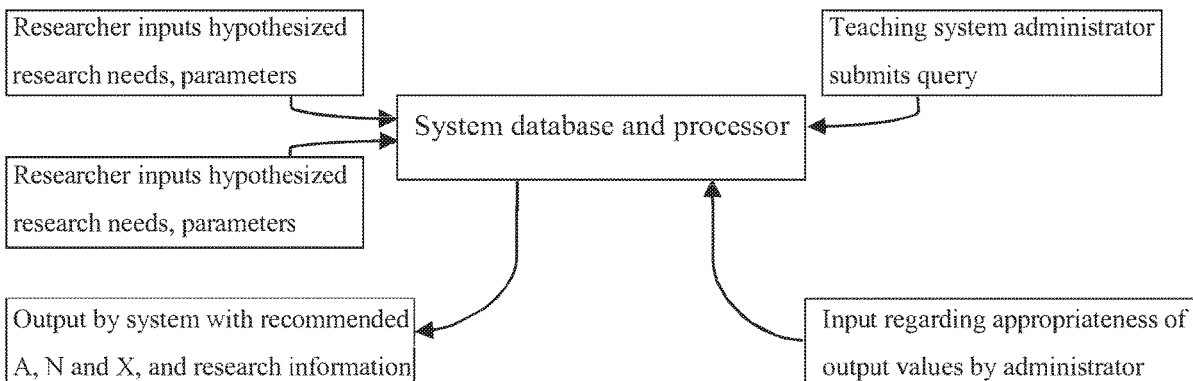 Researcher inputs hypothesized
research needs, parameters
Teaching system administrator
submits query
System database and processor
Researcher inputs hypothesized
research needs, parameters
Output by system with recommended
A, N and X, and research information
Input regarding appropriateness of
output values by administrator